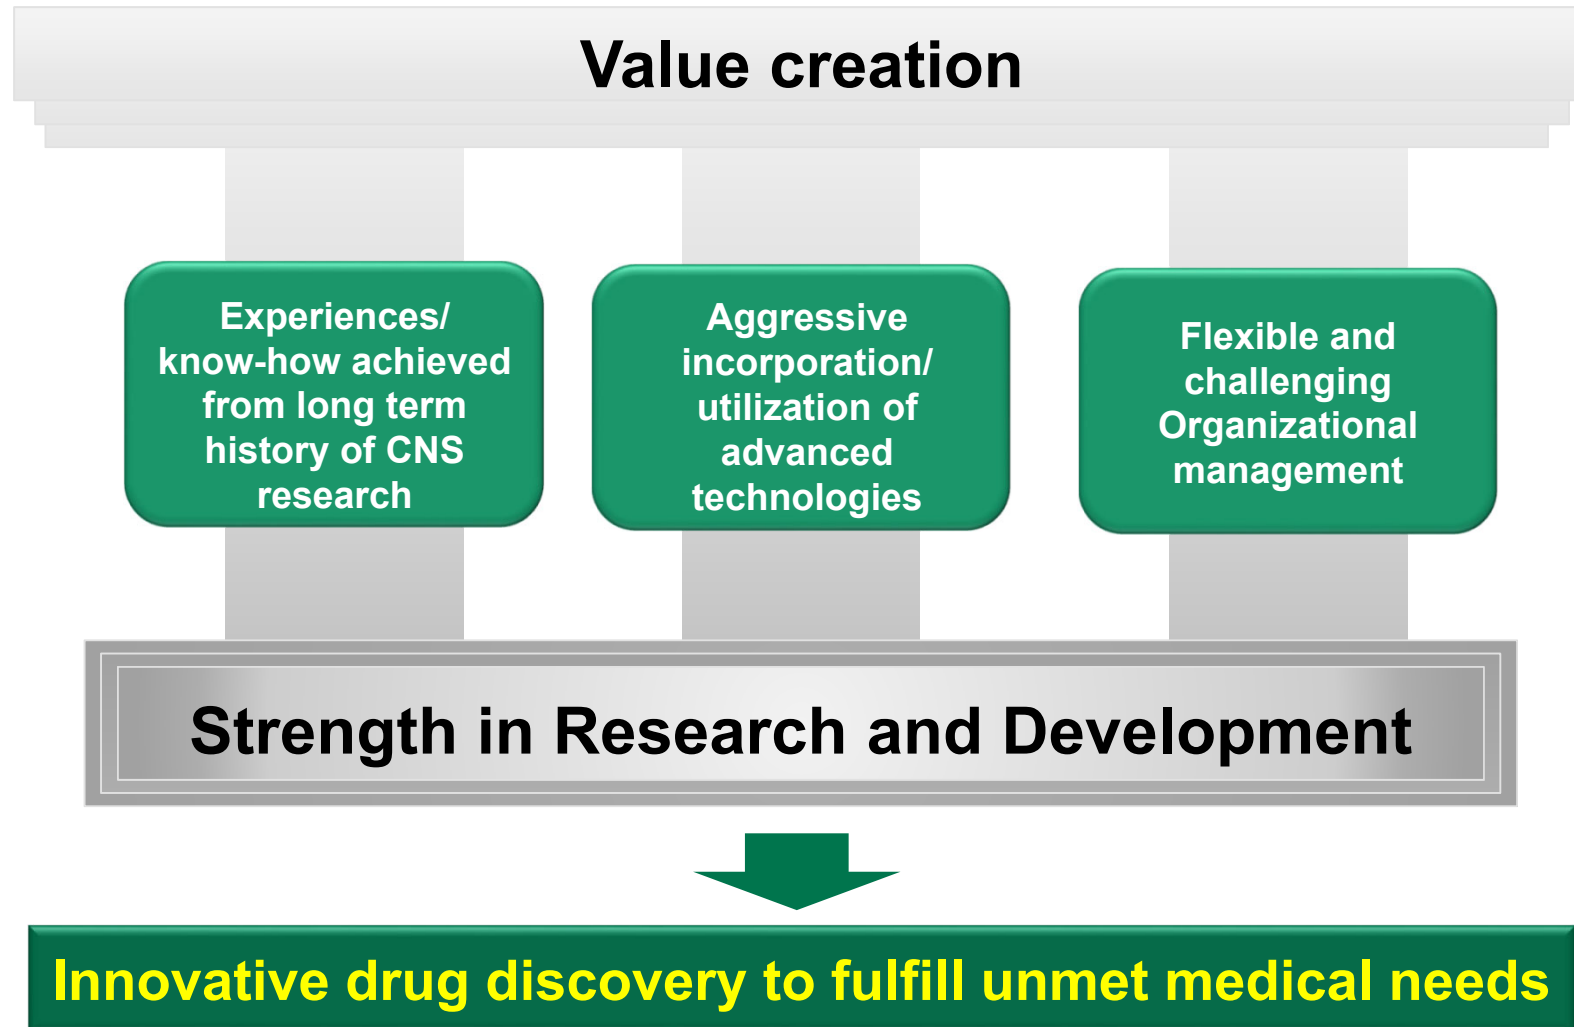 Value creation
Experiences/
know-how achieved
from long term
history of CNS
research
Aggressive
incorporation/
utilization of
advanced
technologies
Flexible and
challenging
Organizational
management
Strength in Research and Development
Innovative drug discovery to fulfill unmet medical needs